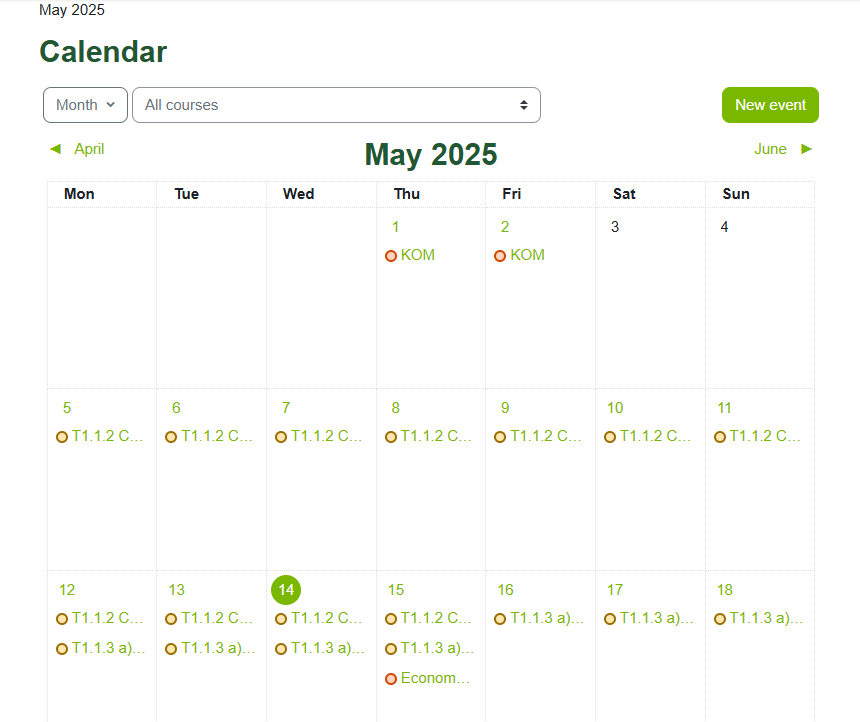 May 2025
Calendar
Month All courses New event
April May 2025 June
Mon Tue Wed Thu Fri Sat Sun
1 2 3 4
KOM KOM
5 6 7 8 9 10 11
T1.1.2 C... T1.1.2 C... T1.1.2 C... T1.1.2 C... T1.1.2 C... T1.1.2 C... T1.1.2 C...
12 13 14 15 16 17 18
T1.1.2 C... T1.1.2 C... T1.1.2 C... T1.1.2 C... T1.1.3 a)... T1.1.3 a)... T1.1.3 a)...
T1.1.3 a)... T1.1.3 a)... T1.1.3 a)... T1.1.3 a)...
Econom...